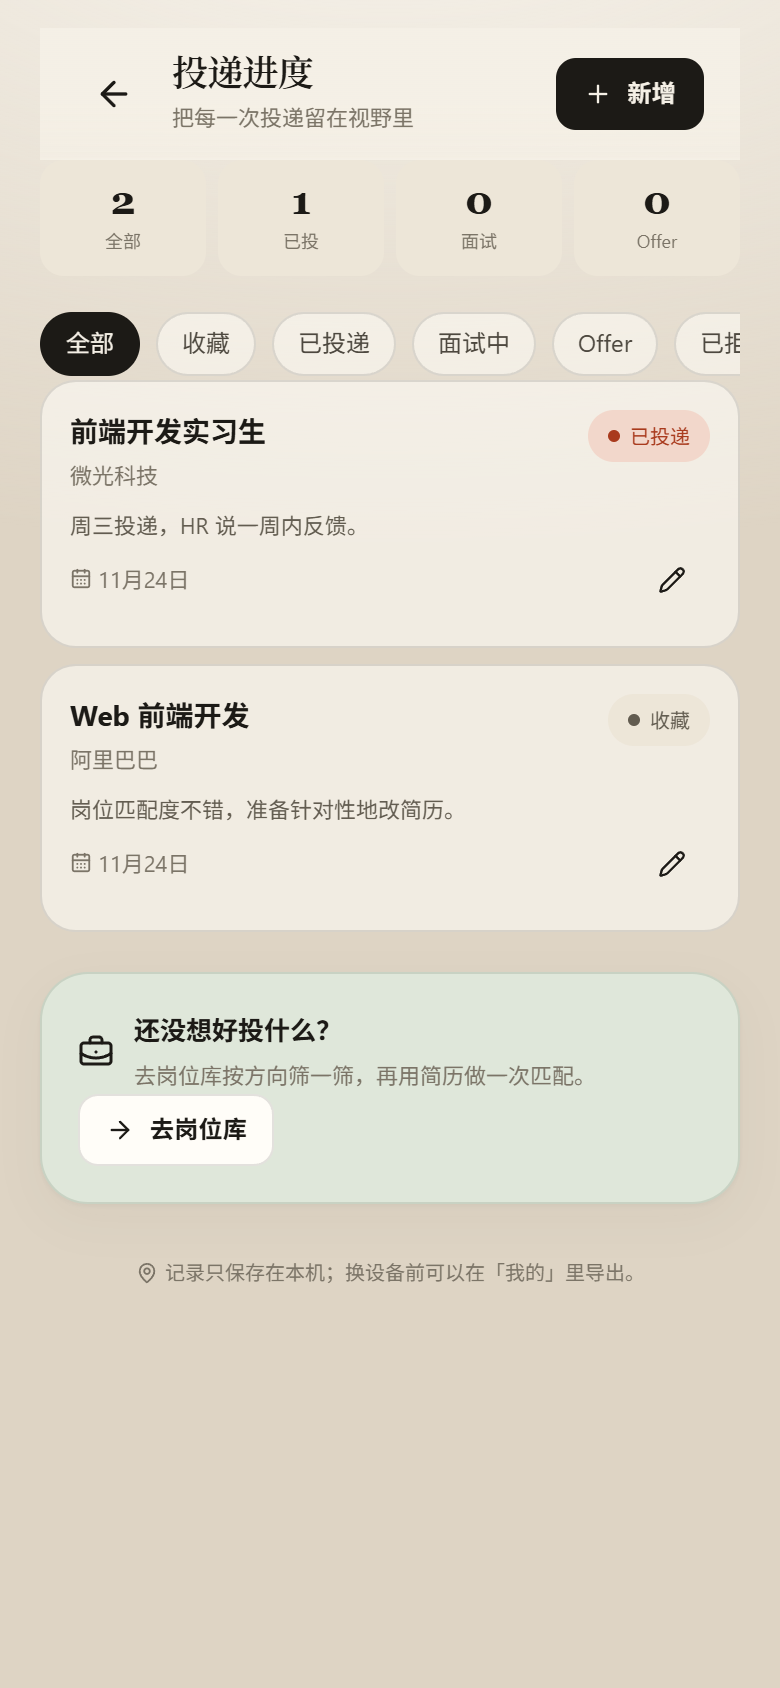 投递进度
把每一次投递留在视野里
新增
2
全部
1
已投
0
面试
0
Offer
全部
收藏
已投递
面试中
Offer
前端开发实习生
已投递
微光科技
周三投递，HR 说一周内反馈。
11月24日
Web 前端开发
收藏
阿里巴巴
岗位匹配度不错，准备针对性地改简历。
11月24日
还没想好投什么？
去岗位库按方向筛一筛，再用简历做一次匹配。
去岗位库
记录只保存在本机；换设备前可以在「我的」里导出。